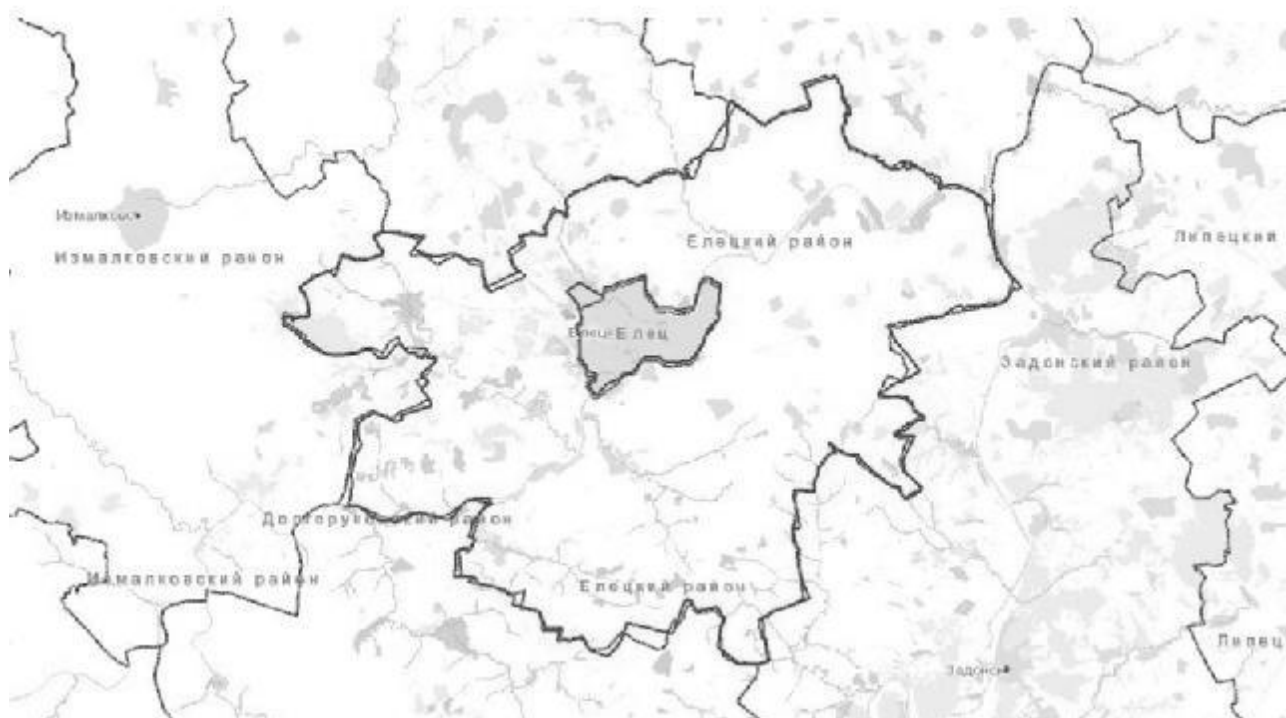 Измалково
Елецкий район
Липецкий
Измалковский район
Елец
Задонский район
Долгоруковский район
Измалковский район
Елецкий район
Липец
Задонск